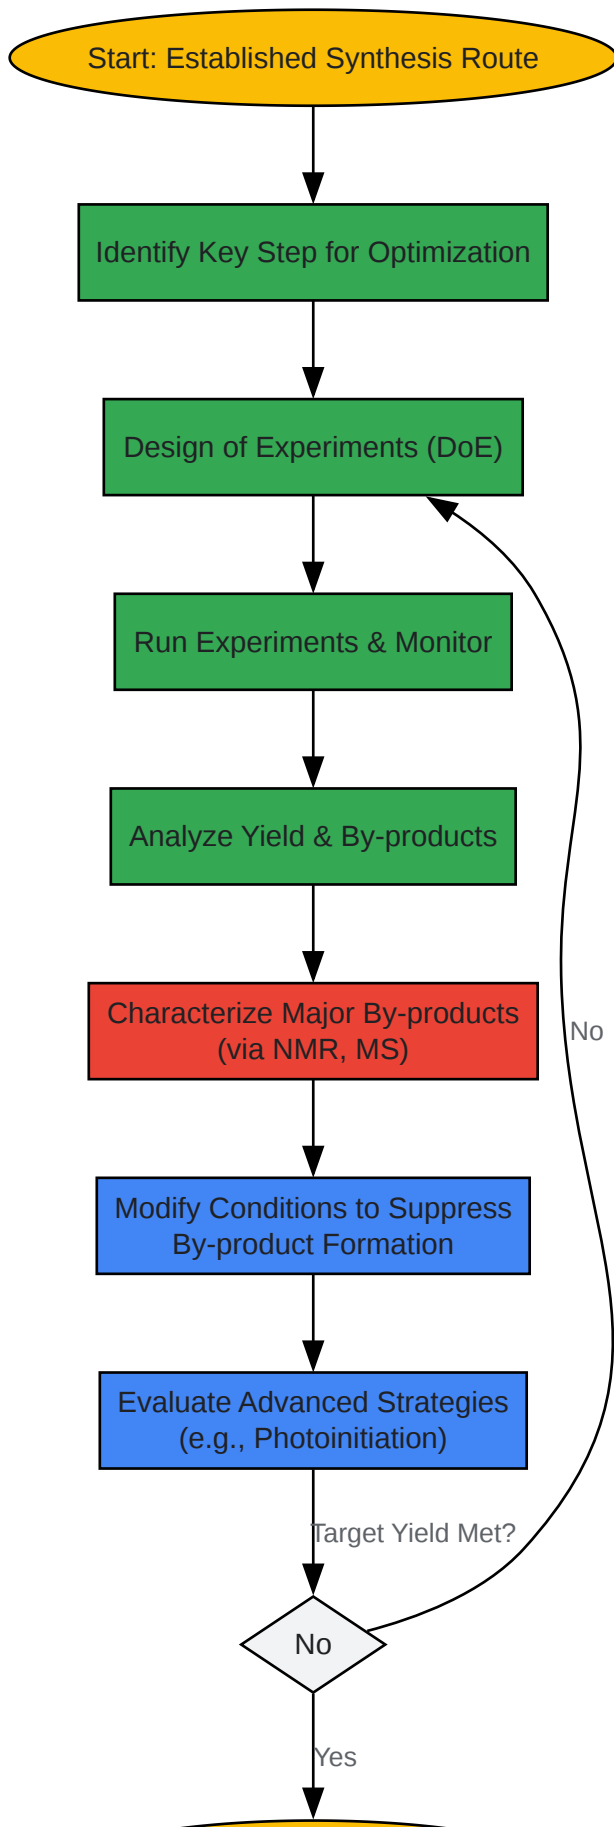 Start: Established Synthesis Route
Identify Key Step for Optimization
Design of Experiments (DoE)
Run Experiments & Monitor
Analyze Yield & By-products
Characterize Major By-products
(via NMR, MS)
No
Modify Conditions to Suppress
By-product Formation
Evaluate Advanced Strategies
(e.g., Photoinitiation)
Target Yield Met?
No
Yes